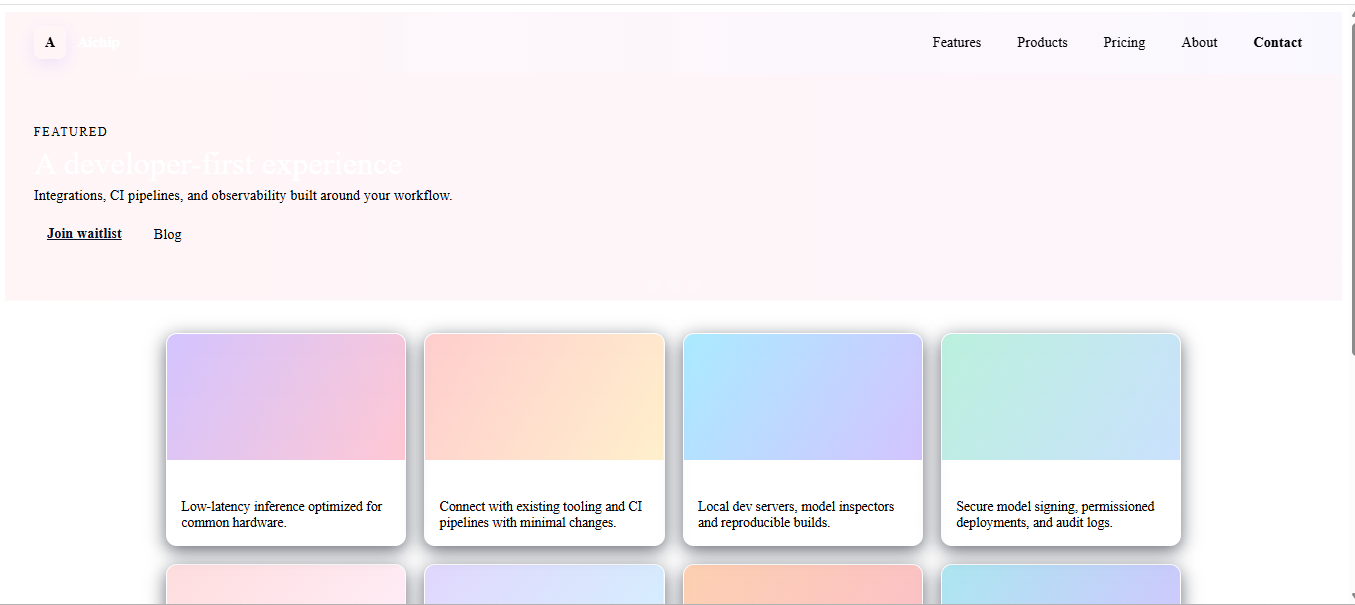 A
Features
Products
Pricing
About
Contact
FEATURED
A developer-first experience
Integrations, CI pipelines, and observability built around your workflow.
Join waitlist
Blog
Low-latency inference optimized for
common hardware.
Connect with existing tooling and CI
pipelines with minimal changes.
Local dev servers, model inspectors
and reproducible builds.
Secure model signing, permissioned
deployments, and audit logs.